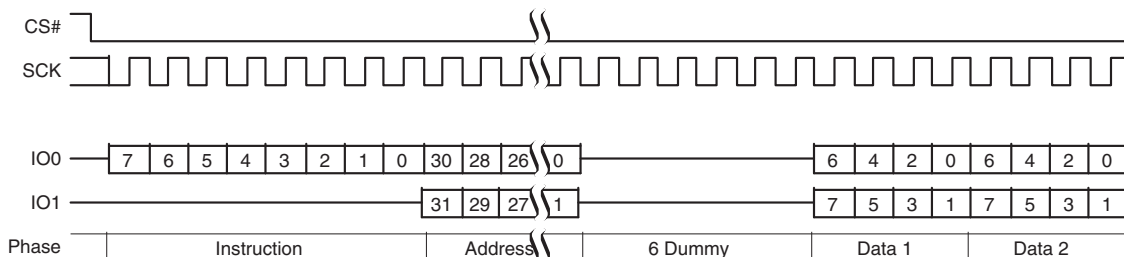 CS#
SCK
IO0 7 6 5 4 3 2 1 0 30 28 26 0 6 4 2 0 6 4 2 0
IO1 31 29 27 1 7 5 3 1 7 5 3 1
Phase Instruction Address 6 Dummy Data 1 Data 2